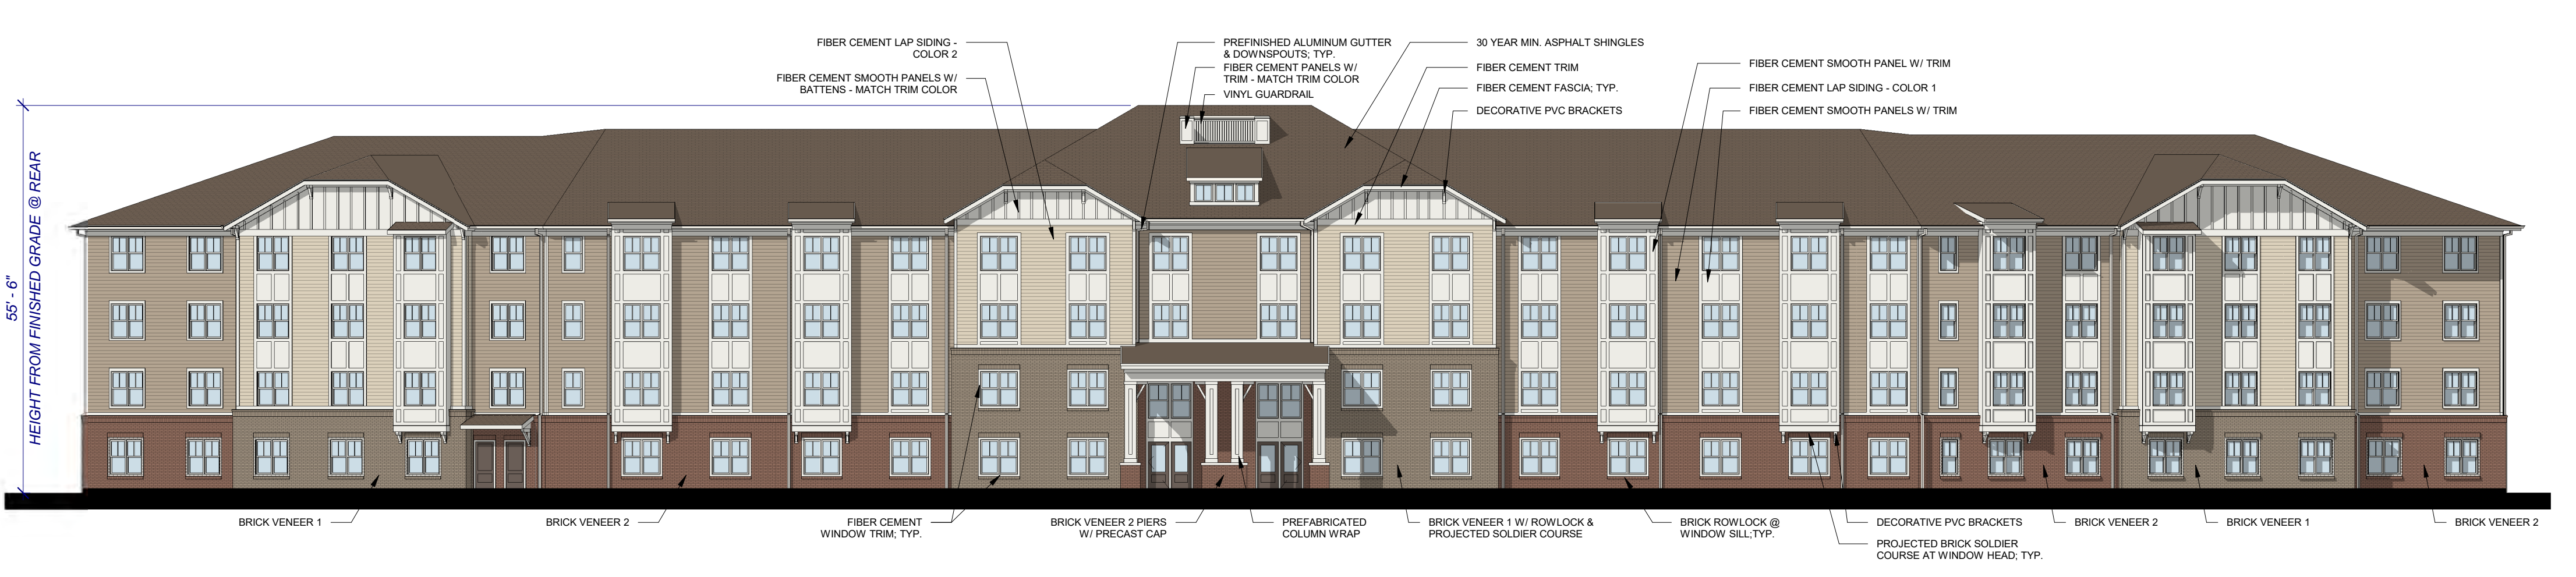 FIBER CEMENT LAP SIDING -
COLOR 2
FIBER CEMENT SMOOTH PANELS W/
BATTENS - MATCH TRIM COLOR
PREFINISHED ALUMINUM GUTTER
& DOWNSPOUTS; TYP.
FIBER CEMENT PANELS W/
TRIM - MATCH TRIM COLOR
VINYL GUARDRAIL
30 YEAR MIN. ASPHALT SHINGLES
FIBER CEMENT TRIM
FIBER CEMENT FASCIA; TYP.
DECORATIVE PVC BRACKETS
FIBER CEMENT SMOOTH PANEL W/ TRIM
FIBER CEMENT LAP SIDING - COLOR 1
FIBER CEMENT SMOOTH PANELS W/ TRIM
55' - 6"
HEIGHT FROM FINISHED GRADE @ REAR
BRICK VENEER 1
BRICK VENEER 2
FIBER CEMENT
WINDOW TRIM; TYP.
BRICK VENEER 2 PIERS
W/ PRECAST CAP
PREFABRICATED
COLUMN WRAP
BRICK VENEER 1 W/ ROWLOCK &
PROJECTED SOLDIER COURSE
BRICK ROWLOCK @
WINDOW SILL;TYP.
DECORATIVE PVC BRACKETS
PROJECTED BRICK SOLDIER
COURSE AT WINDOW HEAD; TYP.
BRICK VENEER 2
BRICK VENEER 1
BRICK VENEER 2